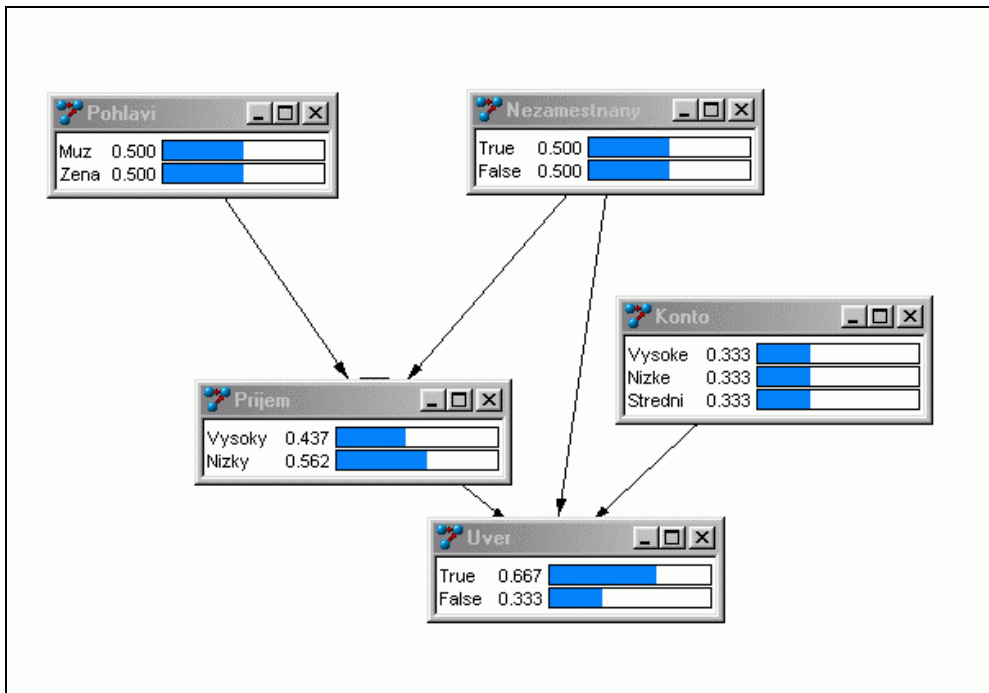 Pohlavi
Muz 0.500
Zena 0.500
Nezamestnany
True 0.500
False 0.500
Konto
Vysoke 0.333
Nizke 0.333
Stredni 0.333
Prijem
Vysoky 0.437
Nizky 0.562
Uver
True 0.667
False 0.333